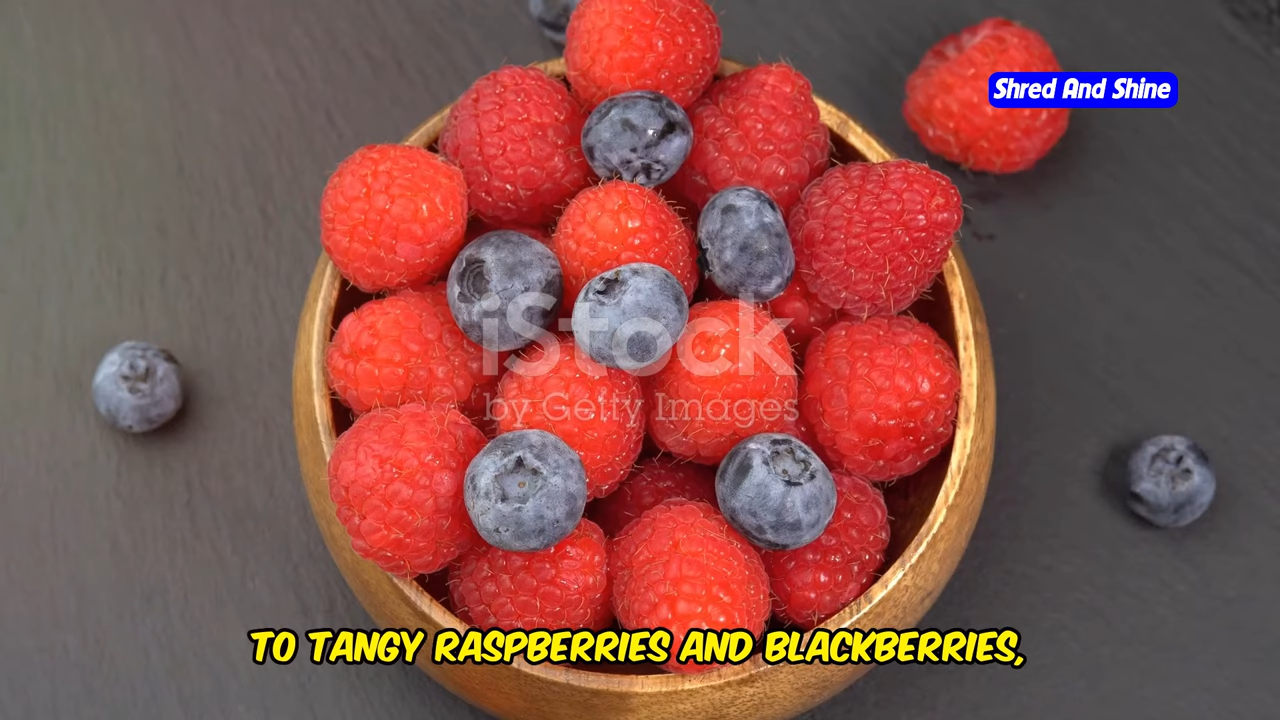 Shred And Shine
iStock
by Getty Images
TO TANGY RASPBERRIES AND BLACKBERRIES,